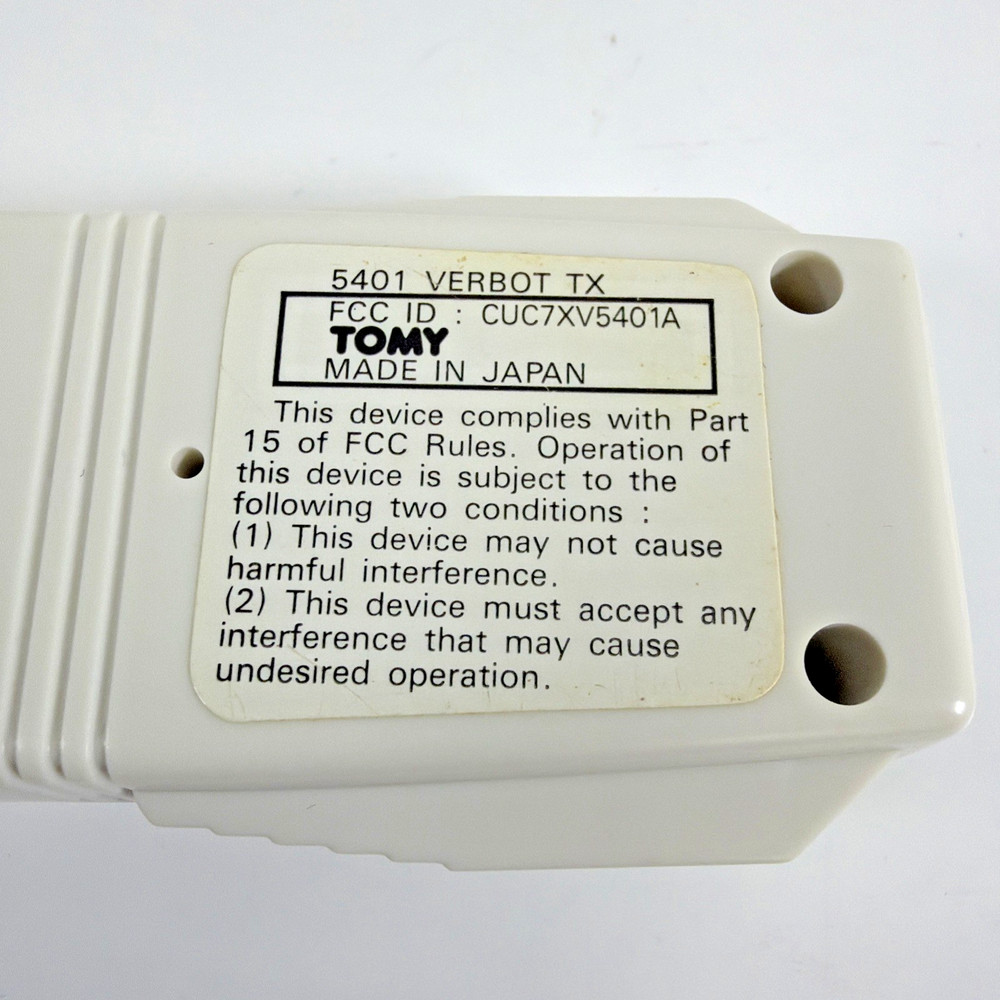 5401 VERBOT TX
FCC ID : CUC7XV5401A
TOMY
MADE IN JAPAN
This device complies with Part
15 of FCC Rules. Operation of
this device is subject to the
following two conditions :
(1) This device may not cause
harmful interference.
(2) This device must accept any
interference that may cause
undesired operation.